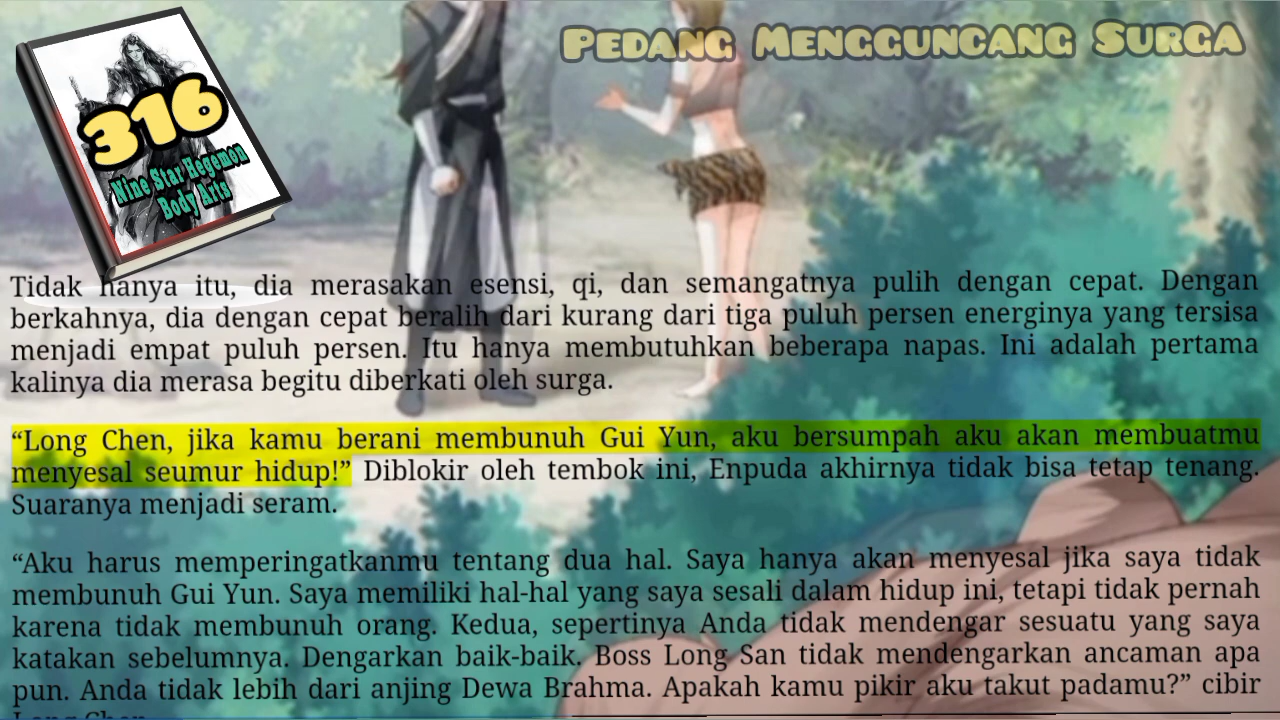 Pedang Mengguncang Surga
316
Nine Star Hegemon
Body Arts
Tidak hanya itu, dia merasakan esensi, qi, dan semangatnya pulih dengan cepat. Dengan
berkahnya, dia dengan cepat beralih dari kurang dari tiga puluh persen energinya yang tersisa
menjadi empat puluh persen. Itu hanya membutuhkan beberapa napas. Ini adalah pertama
kalinya dia merasa begitu diberkati oleh surga.
“Long Chen, jika kamu berani membunuh Gui Yun, aku bersumpah aku akan membuatmu
menyesal seumur hidup!” Diblokir oleh tembok ini, Enpuda akhirnya tidak bisa tetap tenang.
Suaranya menjadi seram.
“Aku harus memperingatkanmu tentang dua hal. Saya hanya akan menyesal jika saya tidak
membunuh Gui Yun. Saya memiliki hal-hal yang saya sesali dalam hidup ini, tetapi tidak pernah
karena tidak membunuh orang. Kedua, sepertinya Anda tidak mendengar sesuatu yang saya
katakan sebelumnya. Dengarkan baik-baik. Boss Long San tidak mendengarkan ancaman apa
pun. Anda tidak lebih dari anjing Dewa Brahma. Apakah kamu pikir aku takut padamu?” cibir